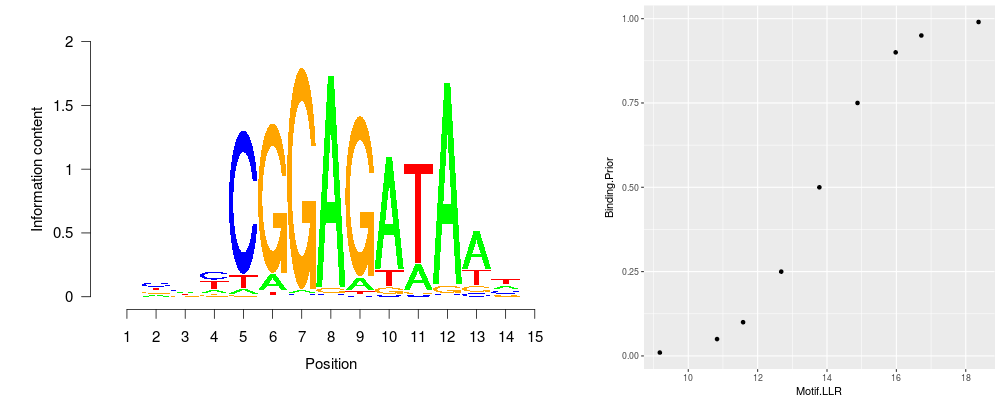 2
1.5
1
0.5
0
Information content
CGGAGATAA
1 2 3 4 5 6 7 8 9 10 11 12 13 14 15
Position
1.00
0.75
0.50
0.25
0.00
Binding.Prior
10 12 14 16 18
Motif.LLR